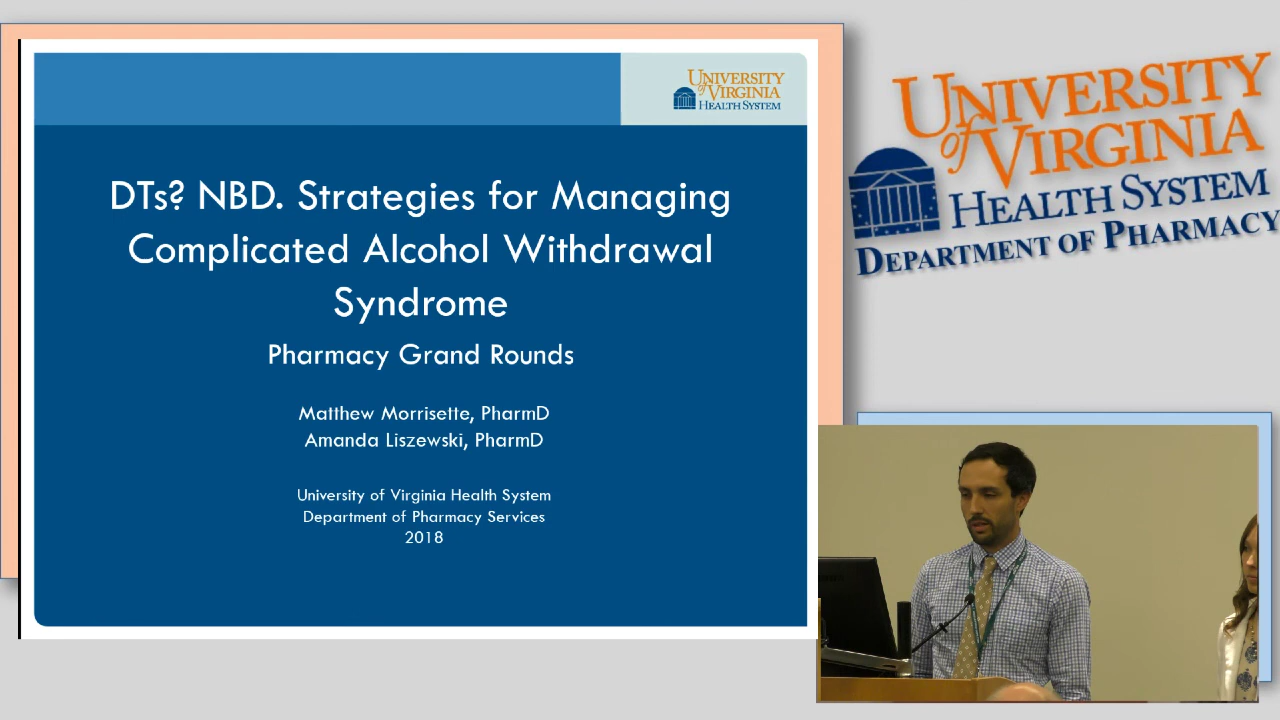 UNIVERSITY
of VIRGINIA
HEALTH SYSTEM
DTs? NBD. Strategies for Managing
Complicated Alcohol Withdrawal
Syndrome
Pharmacy Grand Rounds
Matthew Morrisette, PharmD
Amanda Liszewski, PharmD
University of Virginia Health System
Department of Pharmacy Services
2018
UNIVERSITY
of VIRGINIA
HEALTH SYSTEM
DEPARTMENT OF PHARMACY